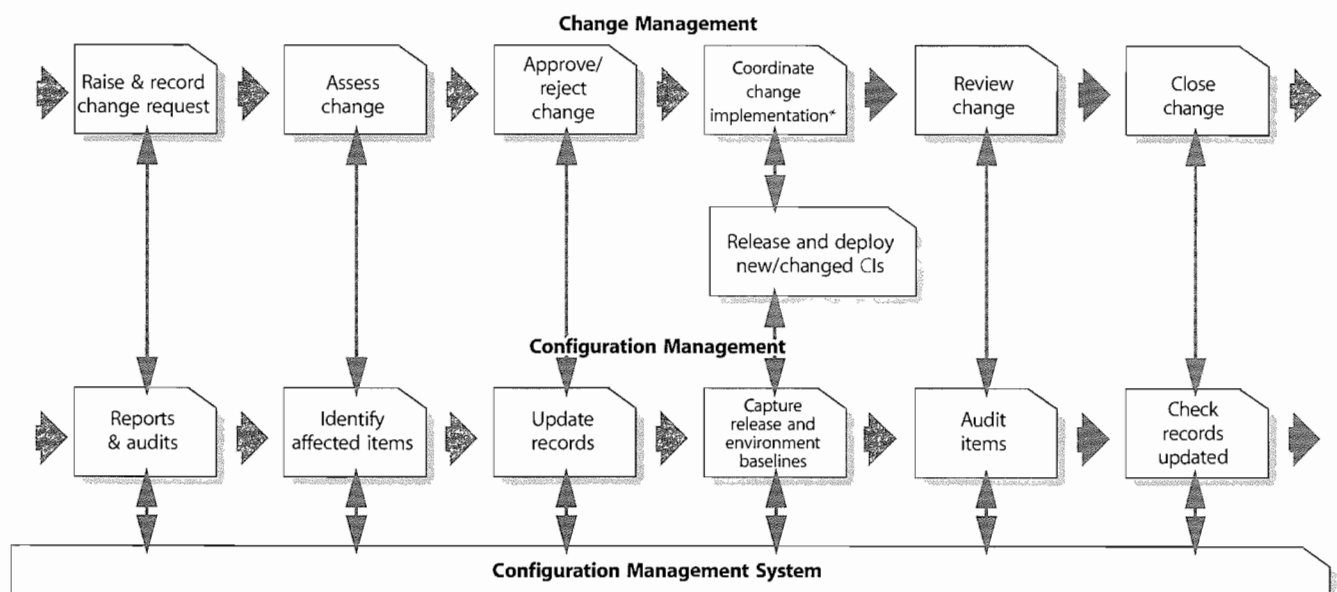 Change Management
Raise & record
change request
Assess
change
Approve/
reject
change
Coordinate
change
implementation*
Review
change
Close
change
Release and deploy
new/changed CIs
Configuration Management
Reports
& audits
Identify
affected items
Update
records
Capture
release and
environment
baselines
Audit
items
Check
records
updated
Configuration Management System